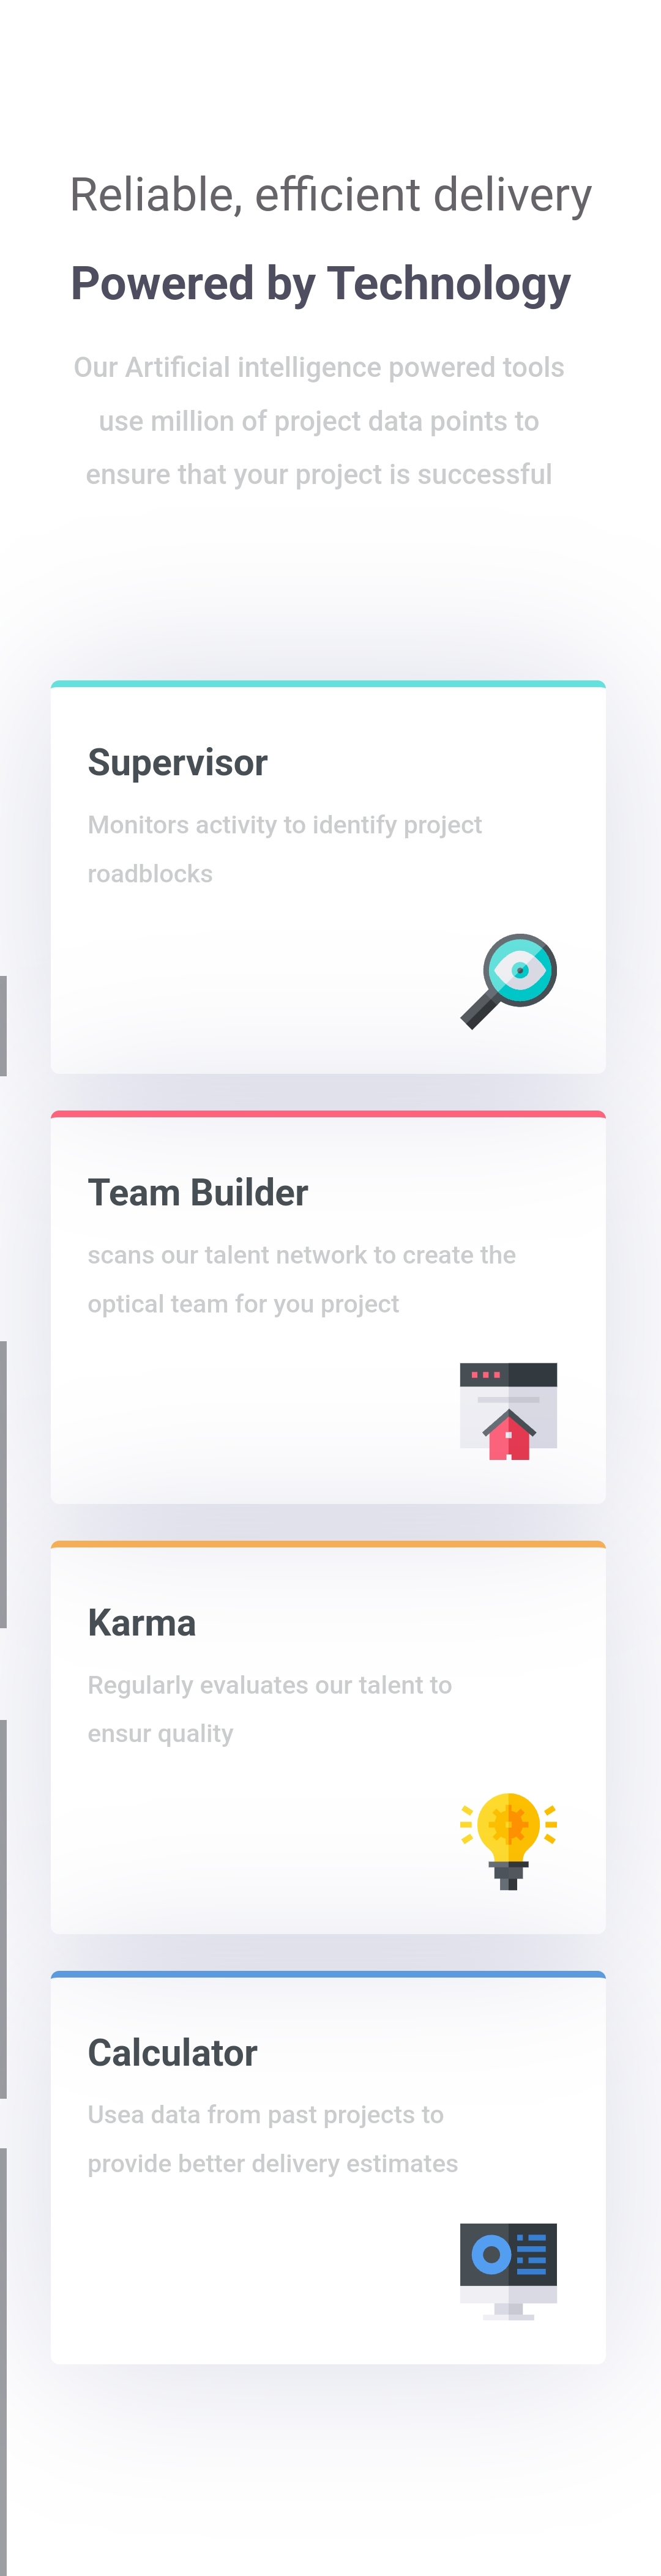 Reliable, efficient delivery
Powered by Technology
Our Artificial intelligence powered tools
use million of project data points to
ensure that your project is successful
Supervisor
Monitors activity to identify project
roadblocks
Team Builder
scans our talent network to create the
optical team for you project
Karma
Regularly evaluates our talent to
ensur quality
Calculator
Usea data from past projects to
provide better delivery estimates